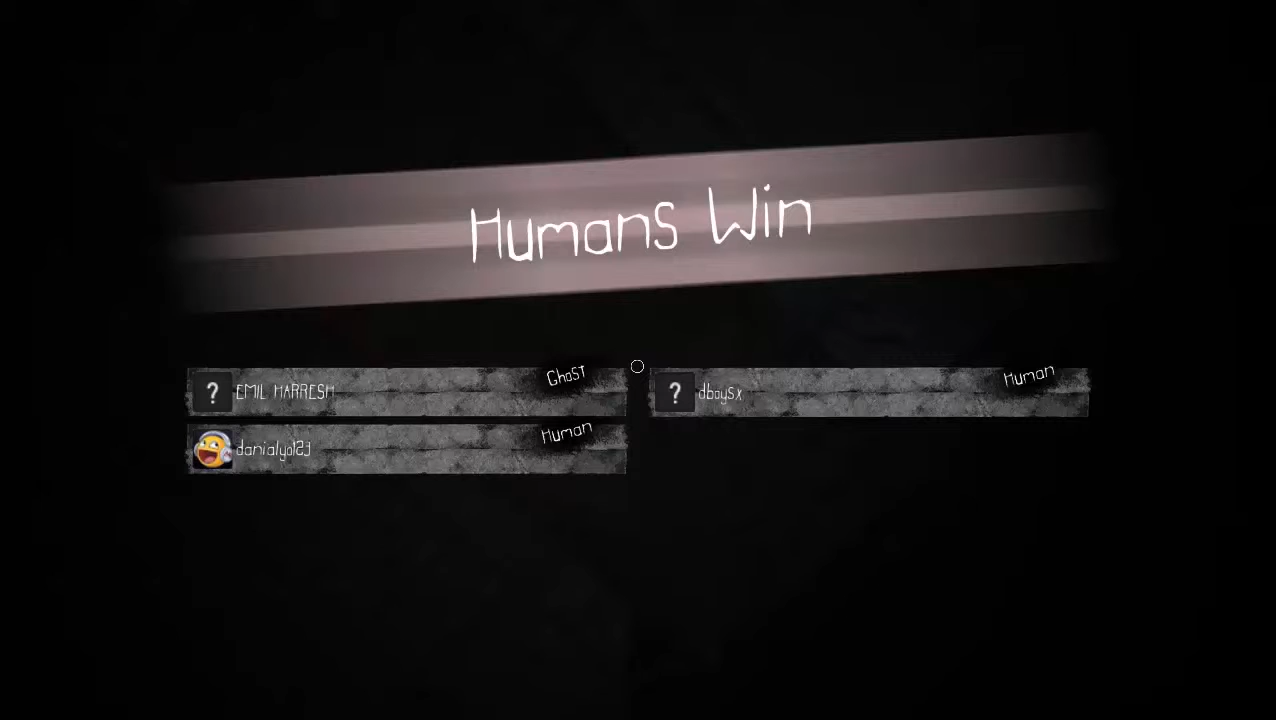 Humans Win
? EMIL HARRESH Ghost
? dboysx Human
danialyo123 Human